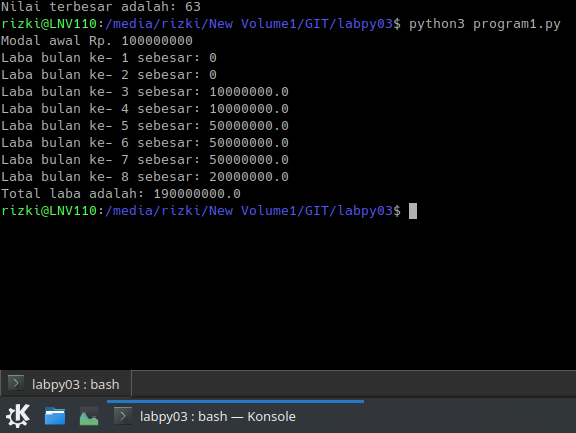 Nilai terbesar adalah: 63
rizki@LNV110:/media/rizki/New Volume1/GIT/labpy03$ python3 program1.py
Modal awal Rp. 100000000
Laba bulan ke- 1 sebesar: 0
Laba bulan ke- 2 sebesar: 0
Laba bulan ke- 3 sebesar: 10000000.0
Laba bulan ke- 4 sebesar: 10000000.0
Laba bulan ke- 5 sebesar: 50000000.0
Laba bulan ke- 6 sebesar: 50000000.0
Laba bulan ke- 7 sebesar: 50000000.0
Laba bulan ke- 8 sebesar: 20000000.0
Total laba adalah: 190000000.0
rizki@LNV110:/media/rizki/New Volume1/GIT/labpy03$
labpy03 : bash
labpy03 : bash — Konsole